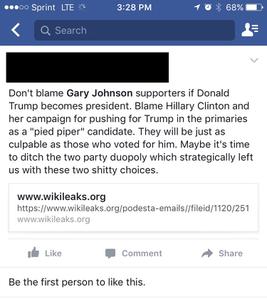 Sprint LTE 3:28 PM 68%
Search
Don't blame Gary Johnson supporters if Donald
Trump becomes president. Blame Hillary Clinton and
her campaign for pushing for Trump in the primaries
as a "pied piper" candidate. They will be just as
culpable as those who voted for him. Maybe it's time
to ditch the two party duopoly which strategically left
us with these two shitty choices.
www.wikileaks.org
https://www.wikileaks.org/podesta-emails//fileid/1120/251
Like Comment Share
Be the first person to like this.